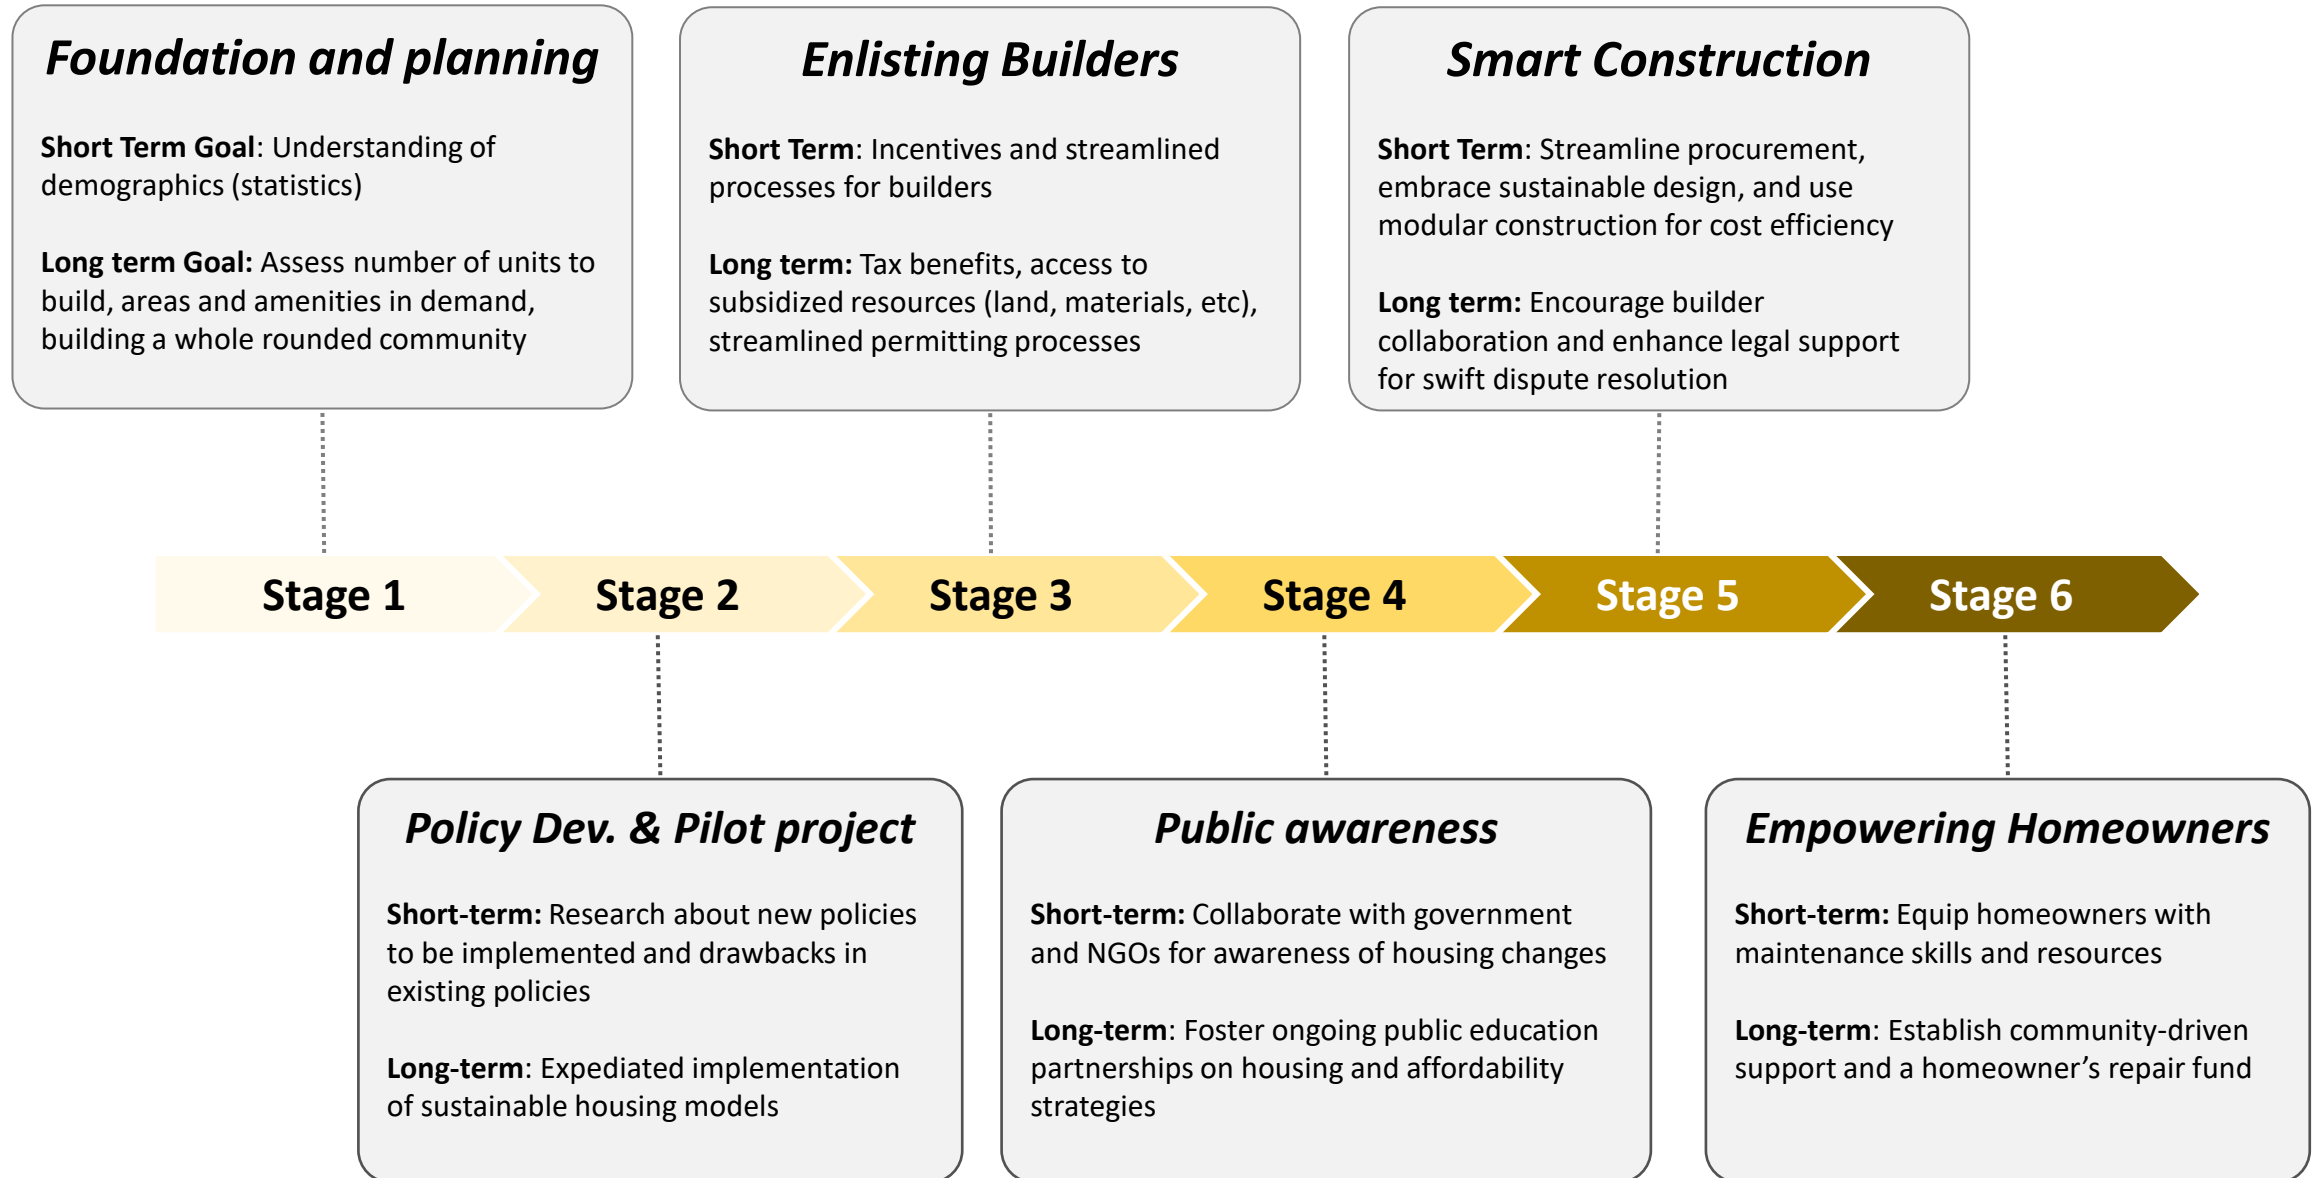 Foundation and planning
Short Term Goal: Understanding of
demographics (statistics)
Long term Goal: Assess number of units to
build, areas and amenities in demand,
building a whole rounded community
Enlisting Builders
Short Term: Incentives and streamlined
processes for builders
Long term: Tax benefits, access to
subsidized resources (land, materials, etc),
streamlined permitting processes
Smart Construction
Short Term: Streamline procurement,
embrace sustainable design, and use
modular construction for cost efficiency
Long term: Encourage builder
collaboration and enhance legal support
for swift dispute resolution
Stage 1
Stage 2
Stage 3
Stage 4
Stage 5
Stage 6
Policy Dev. & Pilot project
Short-term: Research about new policies
to be implemented and drawbacks in
existing policies
Long-term: Expediated implementation
of sustainable housing models
Public awareness
Short-term: Collaborate with government
and NGOs for awareness of housing changes
Long-term: Foster ongoing public education
partnerships on housing and affordability
strategies
Empowering Homeowners
Short-term: Equip homeowners with
maintenance skills and resources
Long-term: Establish community-driven
support and a homeowner’s repair fund